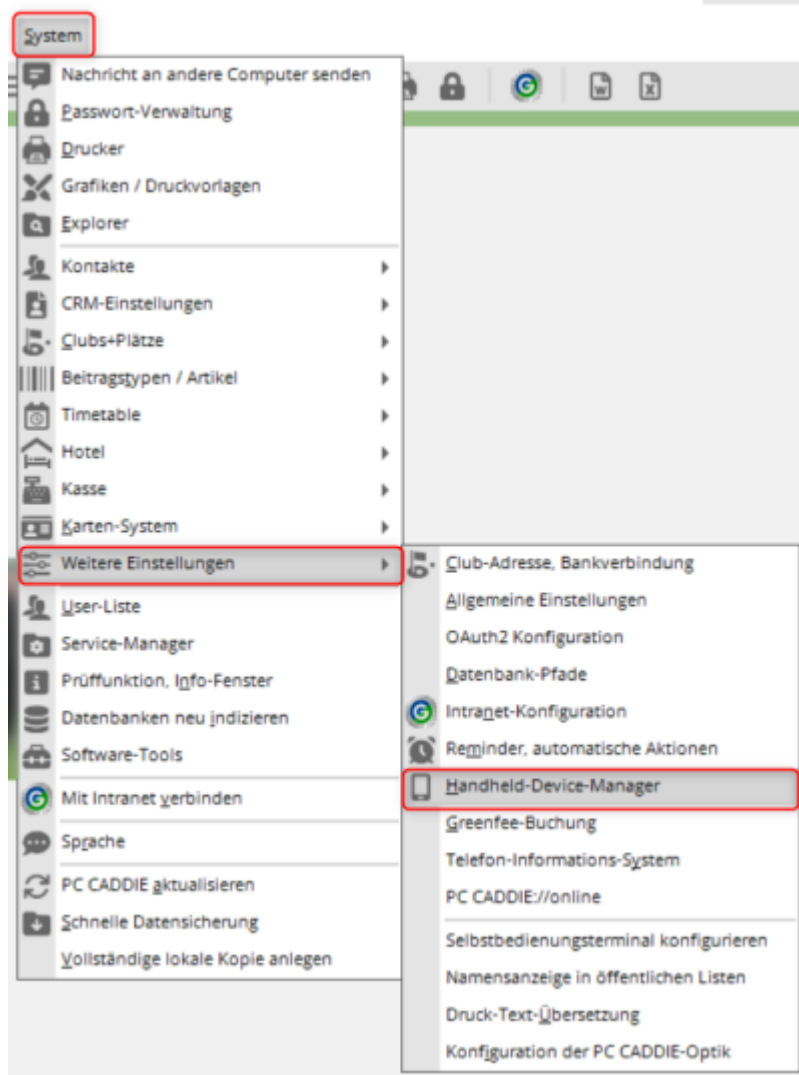 System
Nachricht an andere Computer senden
Passwort-Verwaltung
Drucker
Grafiken / Druckvorlagen
Explorer
Kontakte
CRM-Einstellungen
Clubs+Plätze
Beitragstypen / Artikel
Timetable
Hotel
Kasse
Karten-System
Weitere Einstellungen
User-Liste
Service-Manager
Prüffunktion, Info-Fenster
Datenbanken neu indizieren
Software-Tools
Mit Intranet verbinden
Sprache
PC CADDIE aktualisieren
Schnelle Datensicherung
Vollständige lokale Kopie anlegen
Club-Adresse, Bankverbindung
Allgemeine Einstellungen
OAuth2 Konfiguration
Datenbank-Pfade
Intranet-Konfiguration
Reminder, automatische Aktionen
Handheld-Device-Manager
Greenfee-Buchung
Telefon-Informations-System
PC CADDIE://online
Selbstbedienungsterminal konfigurieren
Namensanzeige in öffentlichen Listen
Druck-Text-Übersetzung
Konfiguration der PC CADDIE-Optik